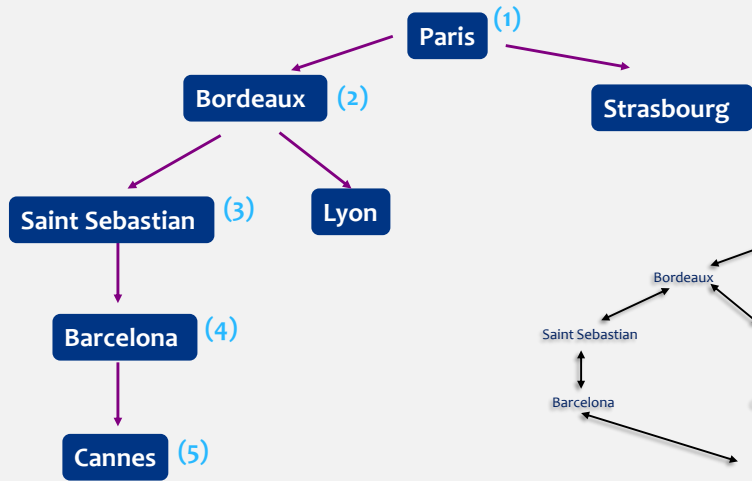 Paris (1)
Bordeaux (2)
Strasbourg
Saint Sebastian (3)
Lyon
Barcelona (4)
Cannes (5)
Bordeaux
Saint Sebastian
Barcelona